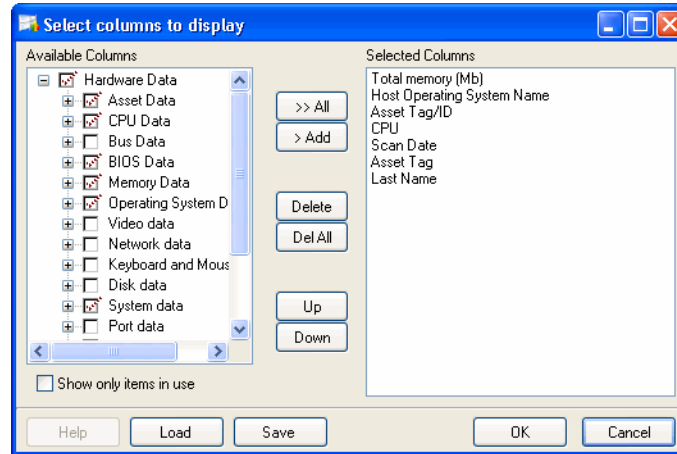 Select columns to display
Available Columns
Hardware Data
Asset Data
CPU Data
Bus Data
BIOS Data
Memory Data
Operating System D
Video data
Network data
Keyboard and Mous
Disk data
System data
Port data
Show only items in use
>> All
> Add
Delete
Del All
Up
Down
Selected Columns
Total memory (Mb)
Host Operating System Name
Asset Tag/ID
CPU
Scan Date
Asset Tag
Last Name
Help Load Save OK Cancel